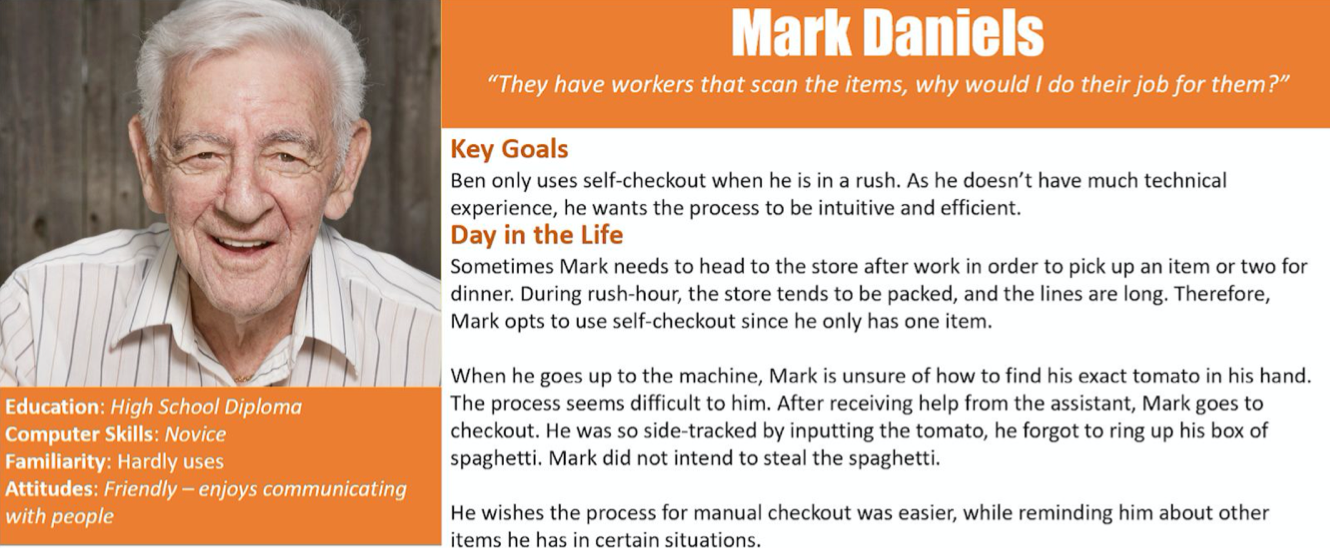 Mark Daniels
“They have workers that scan the items, why would I do their job for them?”
Key Goals
Ben only uses self-checkout when he is in a rush. As he doesn’t have much technical
experience, he wants the process to be intuitive and efficient.
Day in the Life
Sometimes Mark needs to head to the store after work in order to pick up an item or two for
dinner. During rush-hour, the store tends to be packed, and the lines are long. Therefore,
Mark opts to use self-checkout since he only has one item.
When he goes up to the machine, Mark is unsure of how to find his exact tomato in his hand.
The process seems difficult to him. After receiving help from the assistant, Mark goes to
checkout. He was so side-tracked by inputting the tomato, he forgot to ring up his box of
spaghetti. Mark did not intend to steal the spaghetti.
He wishes the process for manual checkout was easier, while reminding him about other
items he has in certain situations.
Education: High School Diploma
Computer Skills: Novice
Familiarity: Hardly uses
Attitudes: Friendly – enjoys communicating
with people